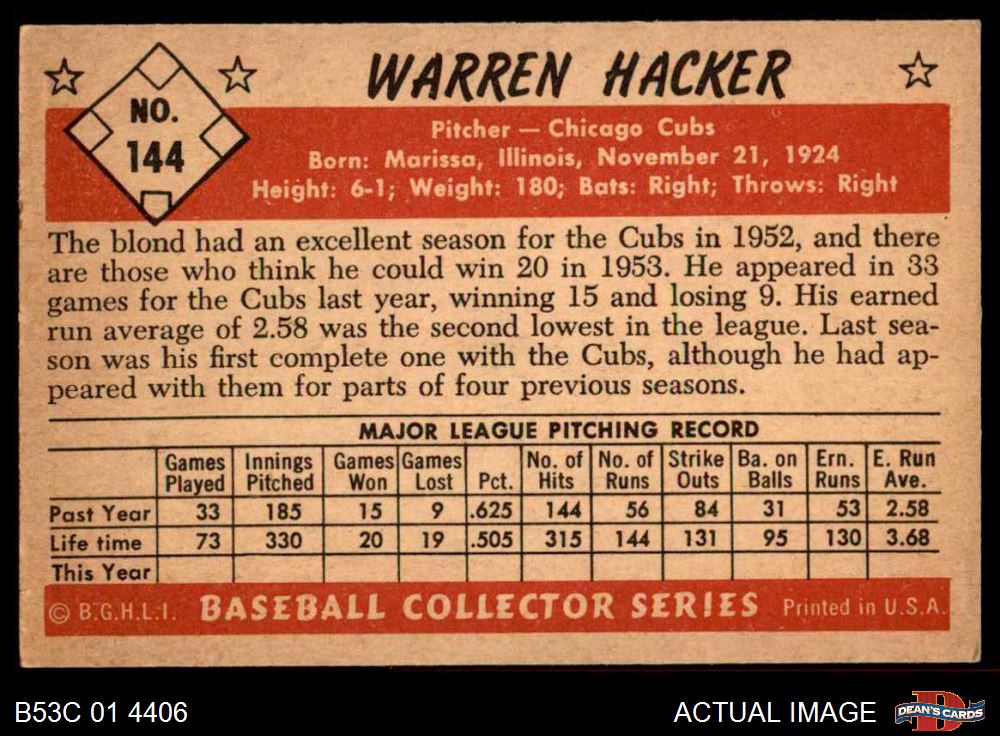 WARREN HACKER
NO.
144
Pitcher — Chicago Cubs
Born: Marissa, Illinois, November 21, 1924
Height: 6-1; Weight: 180; Bats: Right; Throws: Right
The blond had an excellent season for the Cubs in 1952, and there
are those who think he could win 20 in 1953. He appeared in 33
games for the Cubs last year, winning 15 and losing 9. His earned
run average of 2.58 was the second lowest in the league. Last sea-
son was his first complete one with the Cubs, although he had ap-
peared with them for parts of four previous seasons.
MAJOR LEAGUE PITCHING RECORD
Games Innings Games Games No. of No. of Strike Ba. on Ern. E. Run
Played Pitched Won Lost Pct. Hits Runs Outs Balls Runs Ave.
Past Year 33 185 15 9 .625 144 56 84 31 53 2.58
Life time 73 330 20 19 .505 315 144 131 95 130 3.68
This Year
© B.G.H.L.I. BASEBALL COLLECTOR SERIES Printed in U.S.A.
B53C 01 4406 ACTUAL IMAGE DEAN'S CARDS